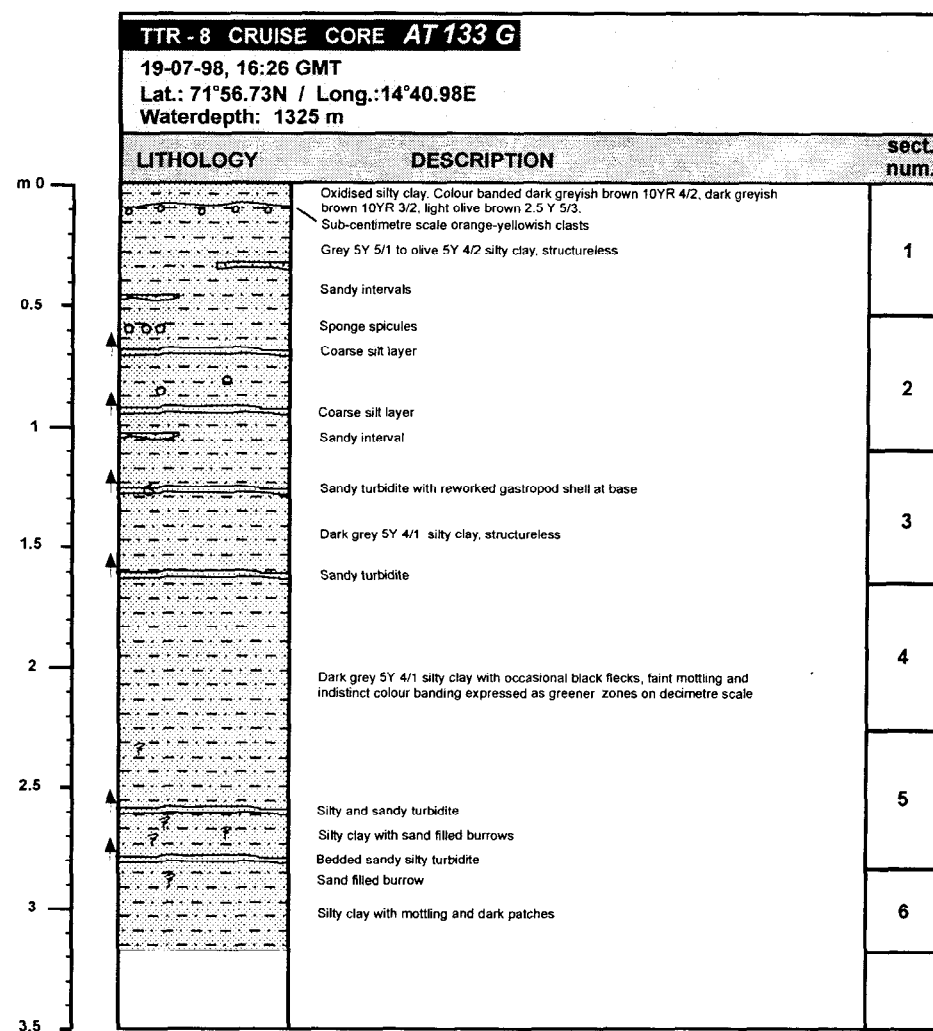 TTR - 8 CRUISE CORE AT 133 G
19-07-98, 16:26 GMT
Lat.: 71°56.73N / Long.:14°40.98E
Waterdepth: 1325 m
LITHOLOGY DESCRIPTION sect. num.
m 0
Oxidised silty clay. Colour banded dark greyish brown 10YR 4/2, dark greyish
brown 10YR 3/2, light olive brown 2.5 Y 5/3.
Sub-centimetre scale orange-yellowish clasts
Grey 5Y 5/1 to olive 5Y 4/2 silty clay, structureless
1
Sandy intervals
0.5
Sponge spicules
Coarse silt layer
2
Coarse silt layer
1
Sandy interval
Sandy turbidite with reworked gastropod shell at base
3
Dark grey 5Y 4/1 silty clay, structureless
1.5
Sandy turbidite
4
2
Dark grey 5Y 4/1 silty clay with occasional black flecks, faint mottling and
indistinct colour banding expressed as greener zones on decimetre scale
2.5
5
Silty and sandy turbidite
Silty clay with sand filled burrows
Bedded sandy silty turbidite
Sand filled burrow
3
Silty clay with mottling and dark patches
6
3.5